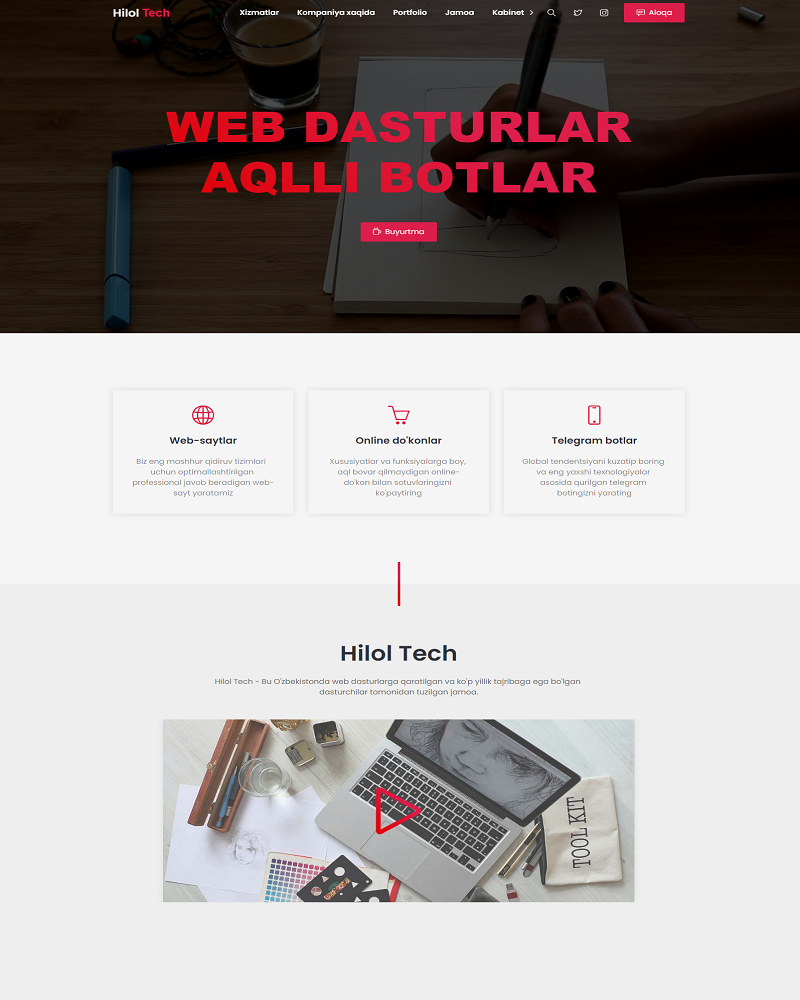 Hilol Tech Xizmatlar Kompaniya xaqida Portfolio Jamoa Kabinet Aloqa
WEB DASTURLAR
AQLLI BOTLAR
Buyurtma
Web-saytlar
Biz eng mashhur qidiruv tizimlari
uchun optimallashtirilgan
professional javob beradigan web-
sayt yaratamiz
Online do'konlar
Xususiyatlar va funksiyalarga boy,
aql bovar qilmaydigan online-
do'kon bilan sotuvlaringizni
ko'paytiring
Telegram botlar
Global tendentsiyani kuzatip boring
va eng yaxshi texnologiyalar
asosida qurilgan telegram
botingizni yarating
Hilol Tech
Hilol Tech - Bu O'zbekistonda web dasturlarga qaratilgan va ko'p yillik tajribaga ega bo'lgan
dasturchilar tomonidan tuzilgan jamoa.
TOOL KIT